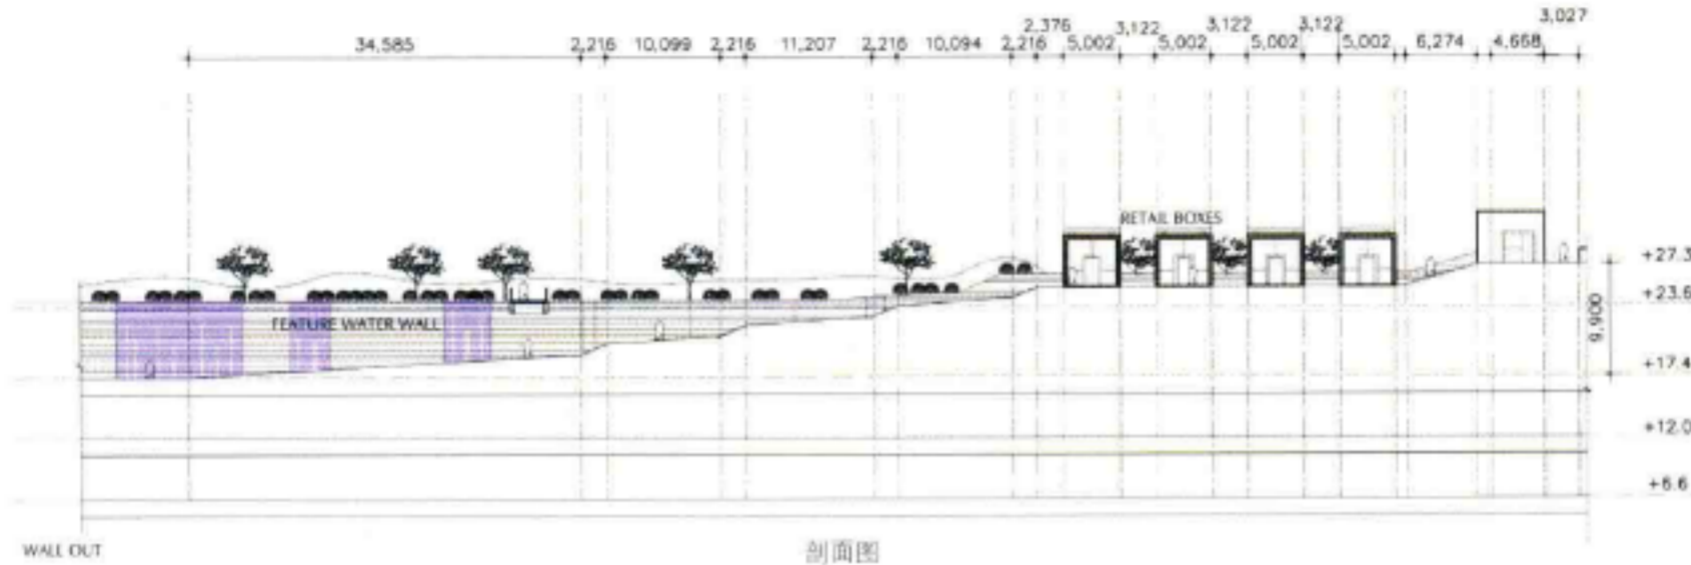 2,376 3,122 3,122 3,122 3,027
34,585 2,216 10,099 2,216 11,207 2,216 10,094 2,216 5,002 5,002 5,002 5,002 6,274 4,668
RETAIL BOXES
+27.3
+23.6
FEATURE WATER WALL
9,900
+17.4
+12.0
+6.6
WALL OUT
剖面图